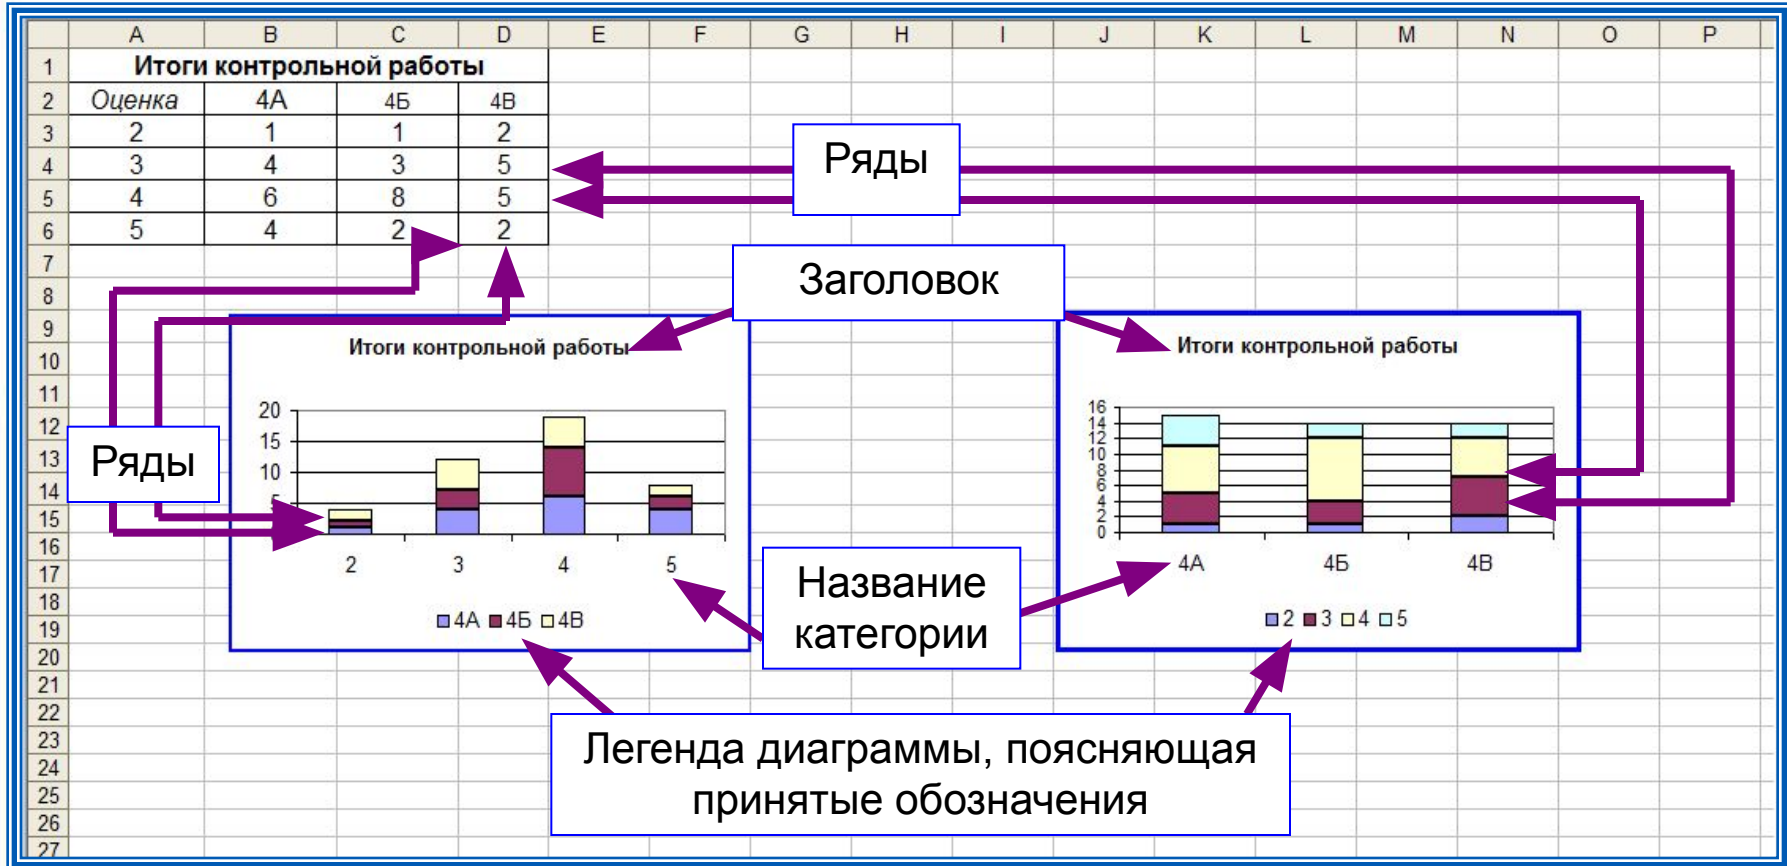 A B C D E F G H I J K L M N O P
1 Итоги контрольной работы
2 Оценка 4А 4Б 4В
3 2 1 1 2
4 3 4 3 5
5 4 6 8 5
6 5 4 2 2
7
8
9
10
11
12
13
14
15
16
17
18
19
20
21
22
23
24
25
26
27
Ряды
Заголовок
Ряды
Итоги контрольной работы
20
15
10
5
2 3 4 5
4А 4Б 4В
Итоги контрольной работы
16
14
12
10
8
6
4
2
0
4А 4Б 4В
2 3 4 5
Название
категории
Легенда диаграммы, поясняющая
принятые обозначения